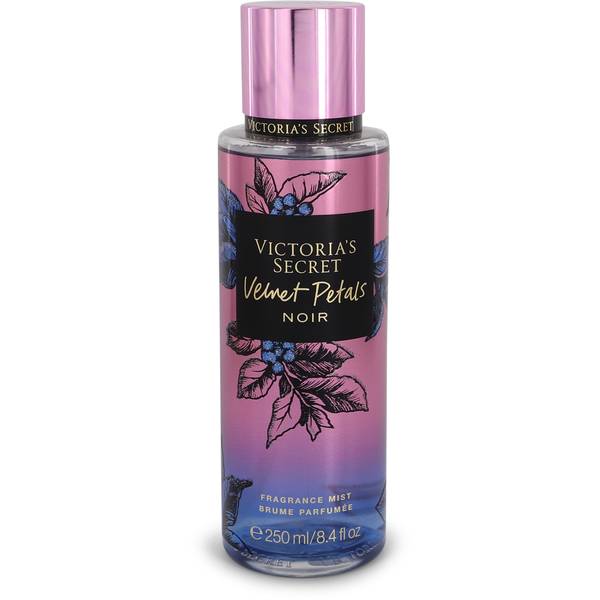 VICTORIA'S SECRET
VICTORIA'S
SECRET
Velvet Petals
NOIR
FRAGRANCE MIST
BRUME PARFUMÉE
℮ 250 ml/8.4 fl oz